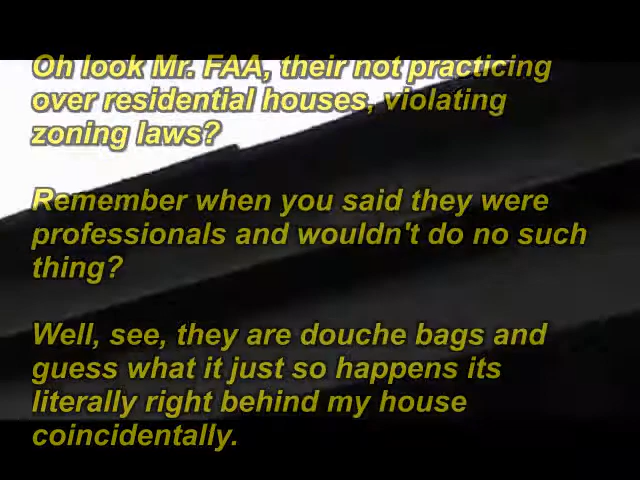 Oh look Mr. FAA, their not practicing
over residential houses, violating
zoning laws?
Remember when you said they were
professionals and wouldn't do no such
thing?
Well, see, they are douche bags and
guess what it just so happens its
literally right behind my house
coincidentally.